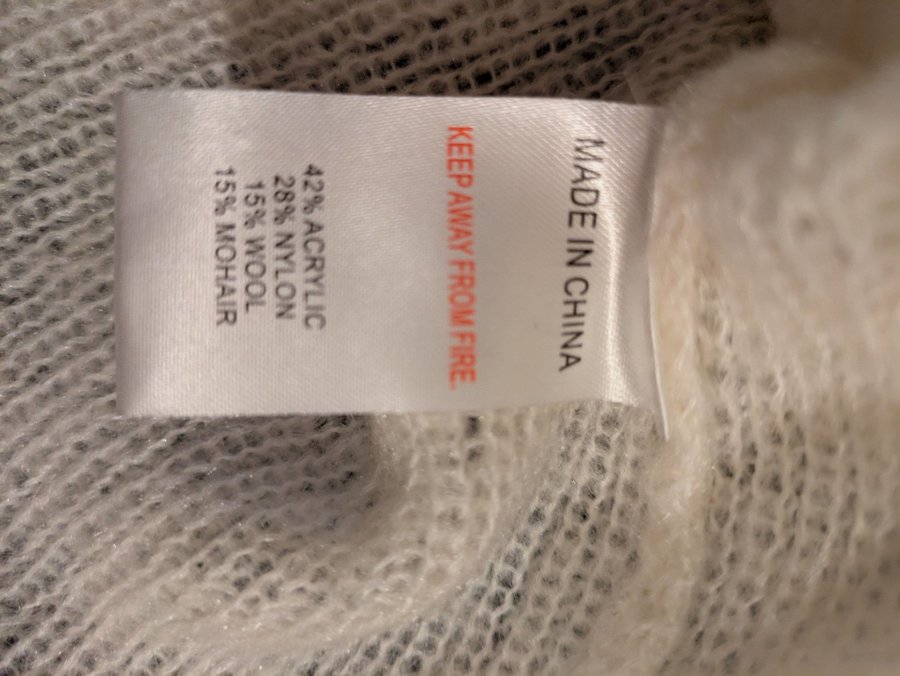 MADE IN CHINA
KEEP AWAY FROM FIRE.
42% ACRYLIC
28% NYLON
15% WOOL
15% MOHAIR